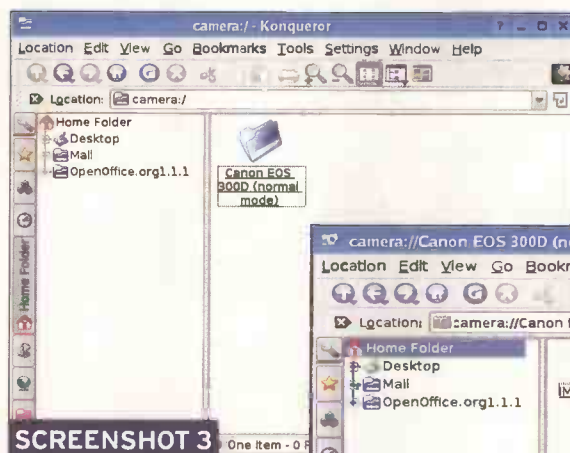 camera:/ - Konqueror
Location Edit View Go Bookmarks Tools Settings Window Help
Location: camera:/
Home Folder
Desktop
Mail
OpenOffice.org1.1.1
Home Folder
Canon EOS
300D (normal
mode)
One Item - 0
SCREENSHOT 3
camera://Canon EOS 300D (no
Location Edit View Go Bookm
Location: camera://Canon
Home Folder
Desktop
Mail
OpenOffice.org1.1.1